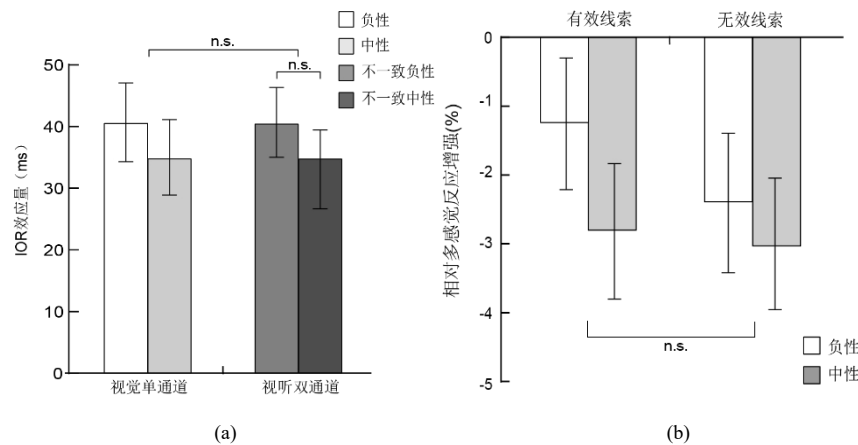 负性
中性
不一致负性
不一致中性
n.s.
n.s.
IOR效应量（ms）
50
40
30
20
10
0
视觉单通道
视听双通道
(a)
有效线索
无效线索
相对多感觉反应增强(%)
0
-1
-2
-3
-4
-5
n.s.
负性
中性
(b)